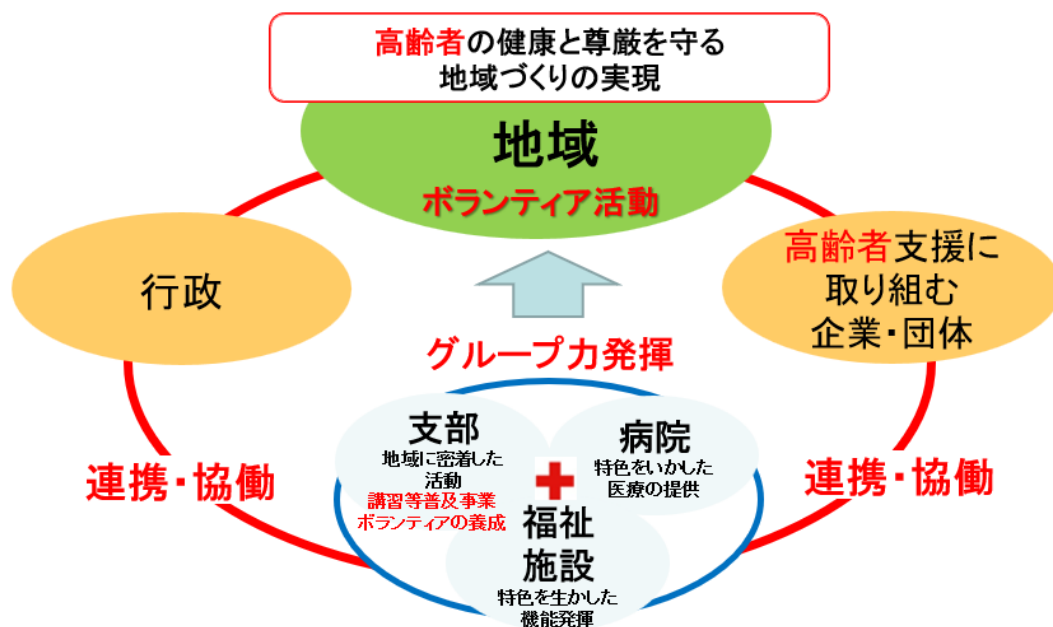 高齢者の健康と尊厳を守る
地域づくりの実現
地域
ボランティア活動
行政
高齢者支援に
取り組む
企業・団体
グループ力発揮
連携・協働
連携・協働
支部
地域に密着した
活動
講習等普及事業
ボランティアの養成
病院
特色をいかした
医療の提供
福祉
施設
特色を生かした
機能発揮